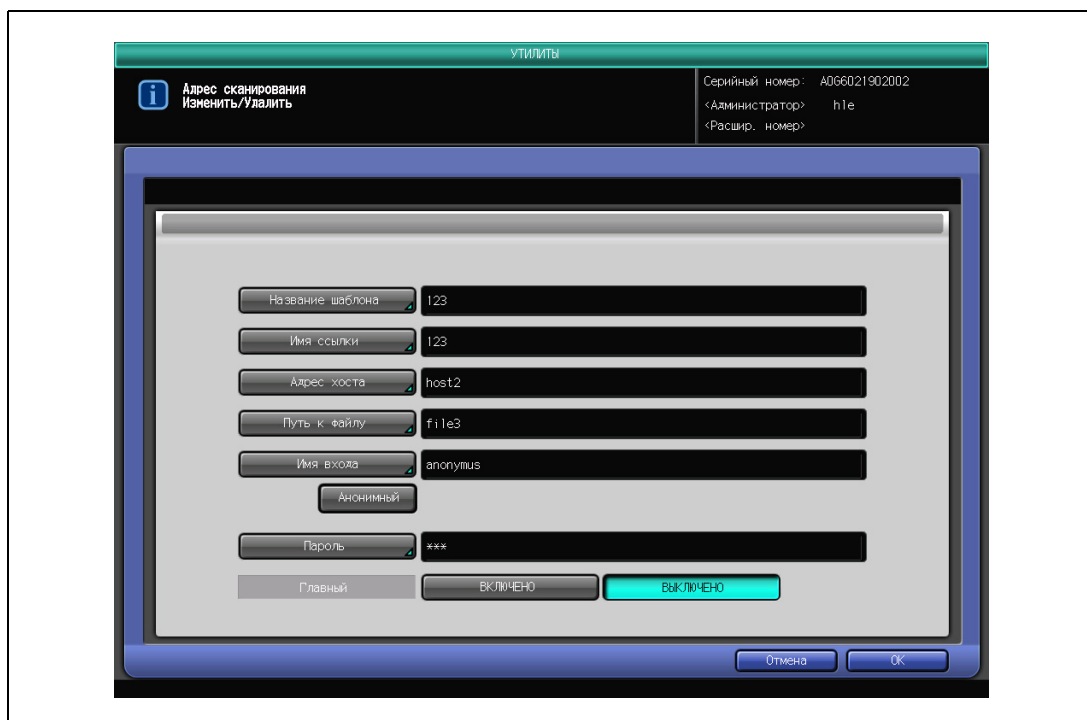 УТИЛИТЫ
Адрес сканирования
Изменить/Удалить
Серийный номер: A0G6021902002
<Администратор> hle
<Расшир. номер>
Название шаблона 123
Имя ссылки 123
Адрес хоста host2
Путь к файлу file3
Имя входа anonymus
Анонимный
Пароль ***
Главный ВКЛЮЧЕНО ВЫКЛЮЧЕНО
Отмена OK